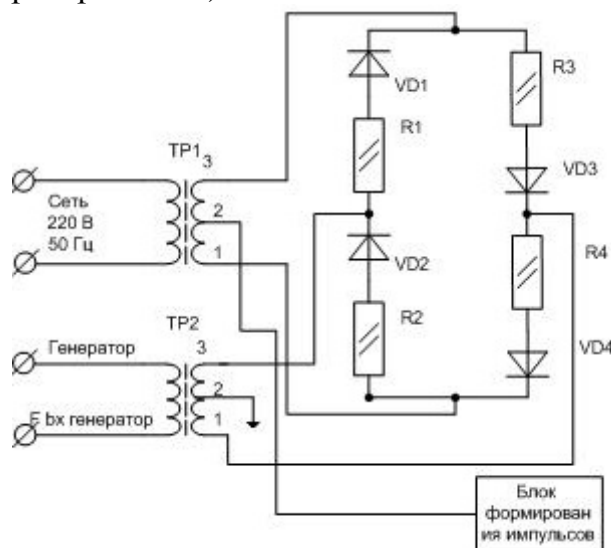 VD1
R3
R1
VD3
ТР1
3
2
1
Сеть
220 В
50 Гц
VD2
R4
R2
VD4
ТР2
Генератор
3
2
1
F bx генератор
Блок
формирован
ия импульсов